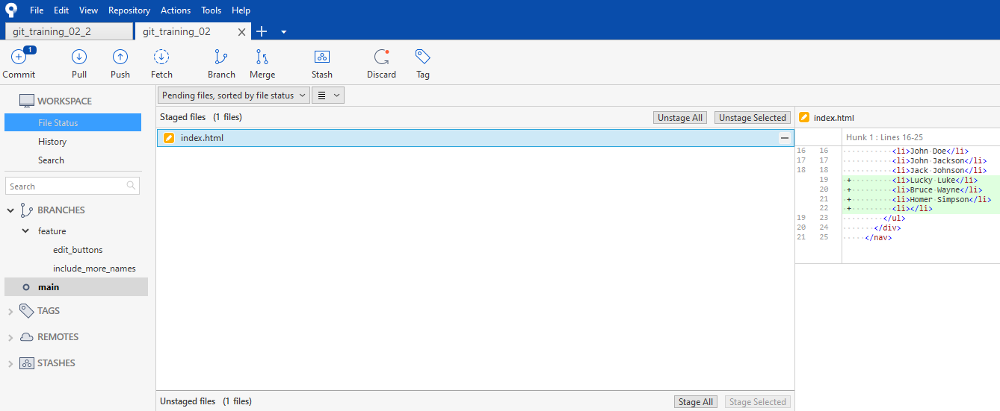 File Edit View Repository Actions Tools Help
git_training_02_2 git_training_02
1
Commit Pull Push Fetch Branch Merge Stash Discard Tag
WORKSPACE
File Status
History
Search
Search
BRANCHES
feature
edit_buttons
include_more_names
main
TAGS
REMOTES
STASHES
Pending files, sorted by file status
Staged files (1 files) Unstage All Unstage Selected
index.html
Unstaged files (1 files) Stage All Stage Selected
index.html
Hunk 1 : Lines 16-25
16 16 <li>John Doe</li>
17 17 <li>John Jackson</li>
18 18 <li>Jack Johnson</li>
19 + <li>Lucky Luke</li>
20 + <li>Bruce Wayne</li>
21 + <li>Homer Simpson</li>
22 + <li></li>
19 23 </ul>
20 24 </div>
21 25 </nav>